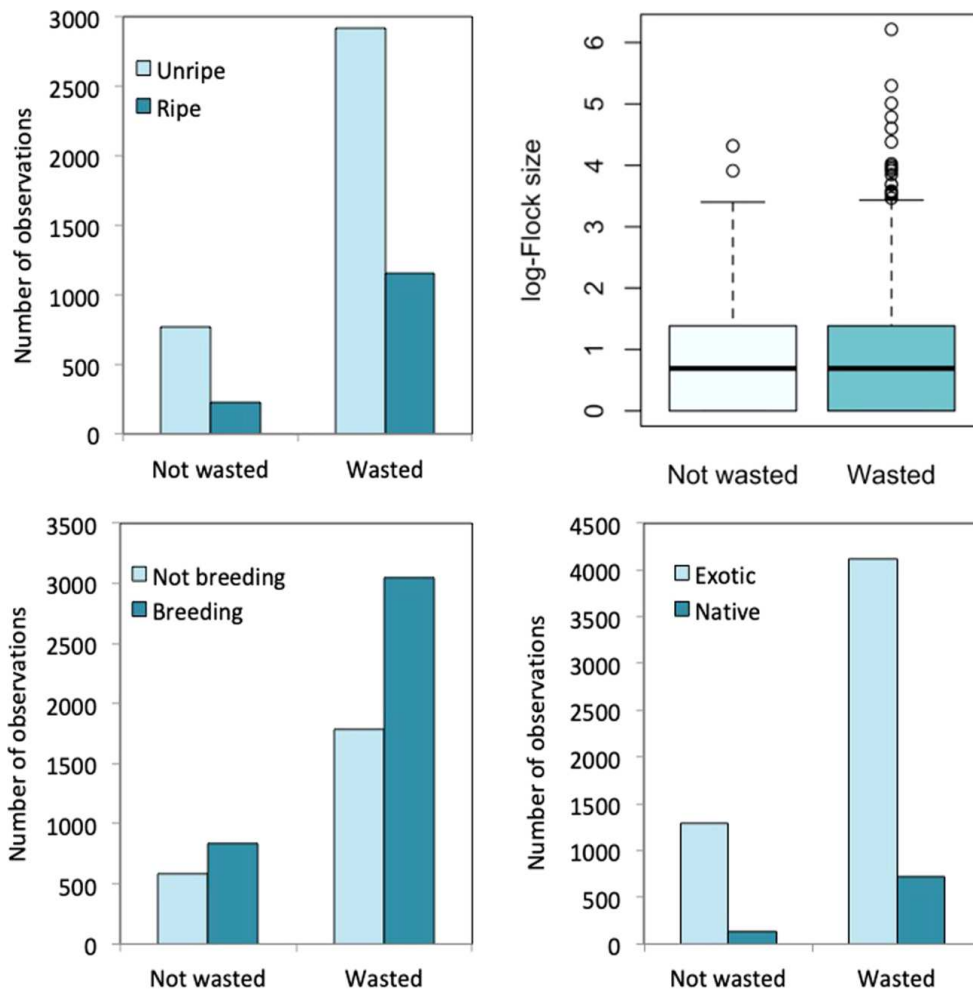 Number of observations
3000
2500
2000
1500
1000
500
0
Unripe
Ripe
Not wasted Wasted
log-Flock size
6
5
4
3
2
1
0
Not wasted Wasted
Number of observations
3500
3000
2500
2000
1500
1000
500
0
Not breeding
Breeding
Not wasted Wasted
Number of observations
4500
4000
3500
3000
2500
2000
1500
1000
500
0
Exotic
Native
Not wasted Wasted